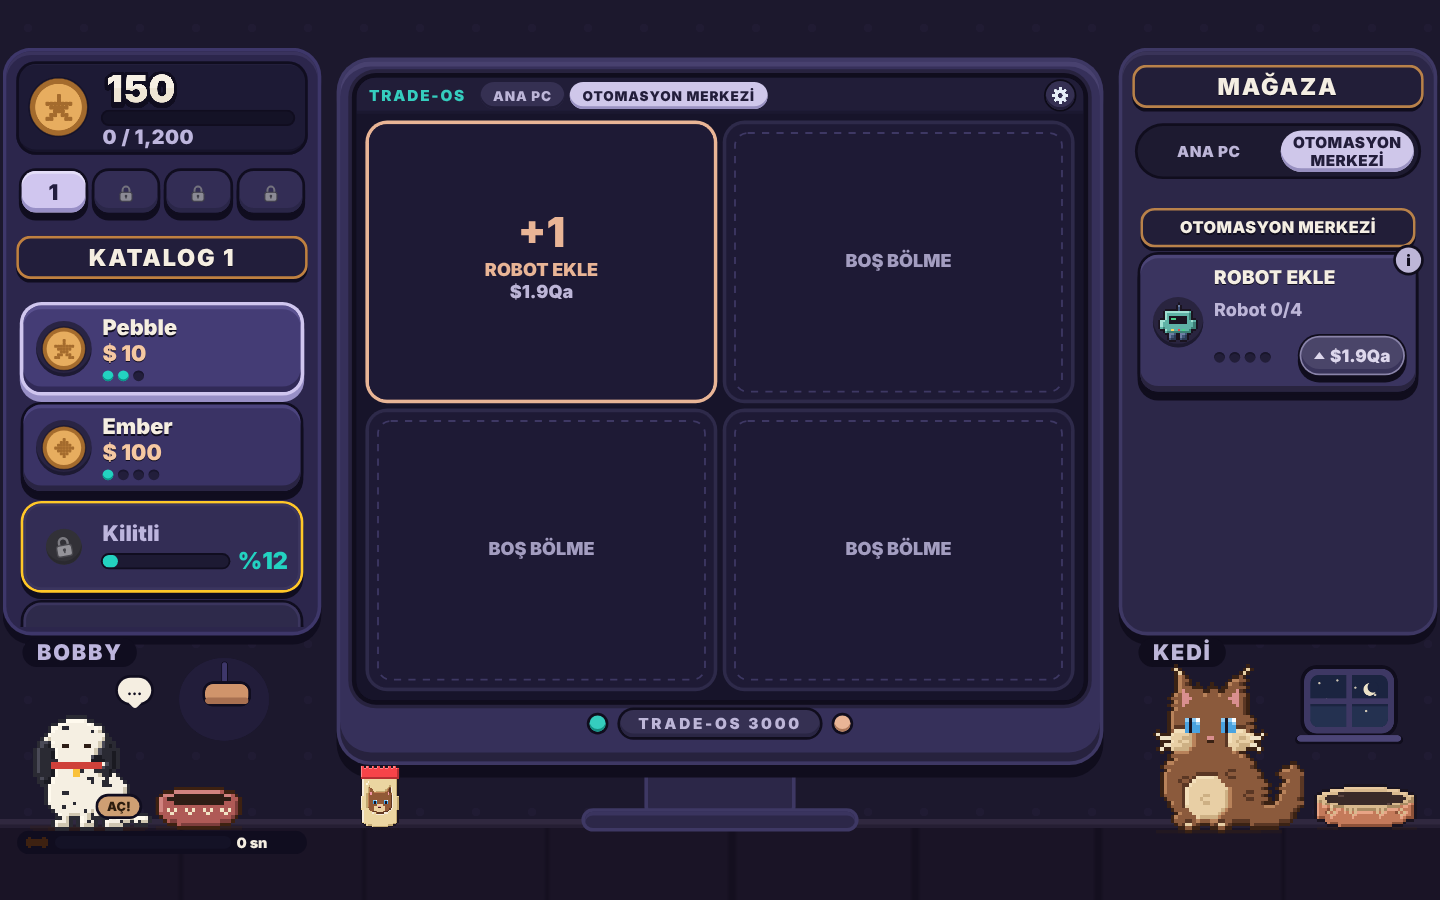 150
0 / 1,200
1
KATALOG 1
Pebble
$ 10
Ember
$ 100
Kilitli
%12
BOBBY
...
AÇ!
0 sn
TRADE-OS
ANA PC
OTOMASYON MERKEZİ
+1
ROBOT EKLE
$1.9Qa
BOŞ BÖLME
BOŞ BÖLME
BOŞ BÖLME
TRADE-OS 3000
MAĞAZA
ANA PC
OTOMASYON
MERKEZİ
OTOMASYON MERKEZİ
i
ROBOT EKLE
Robot 0/4
$1.9Qa
KEDİ